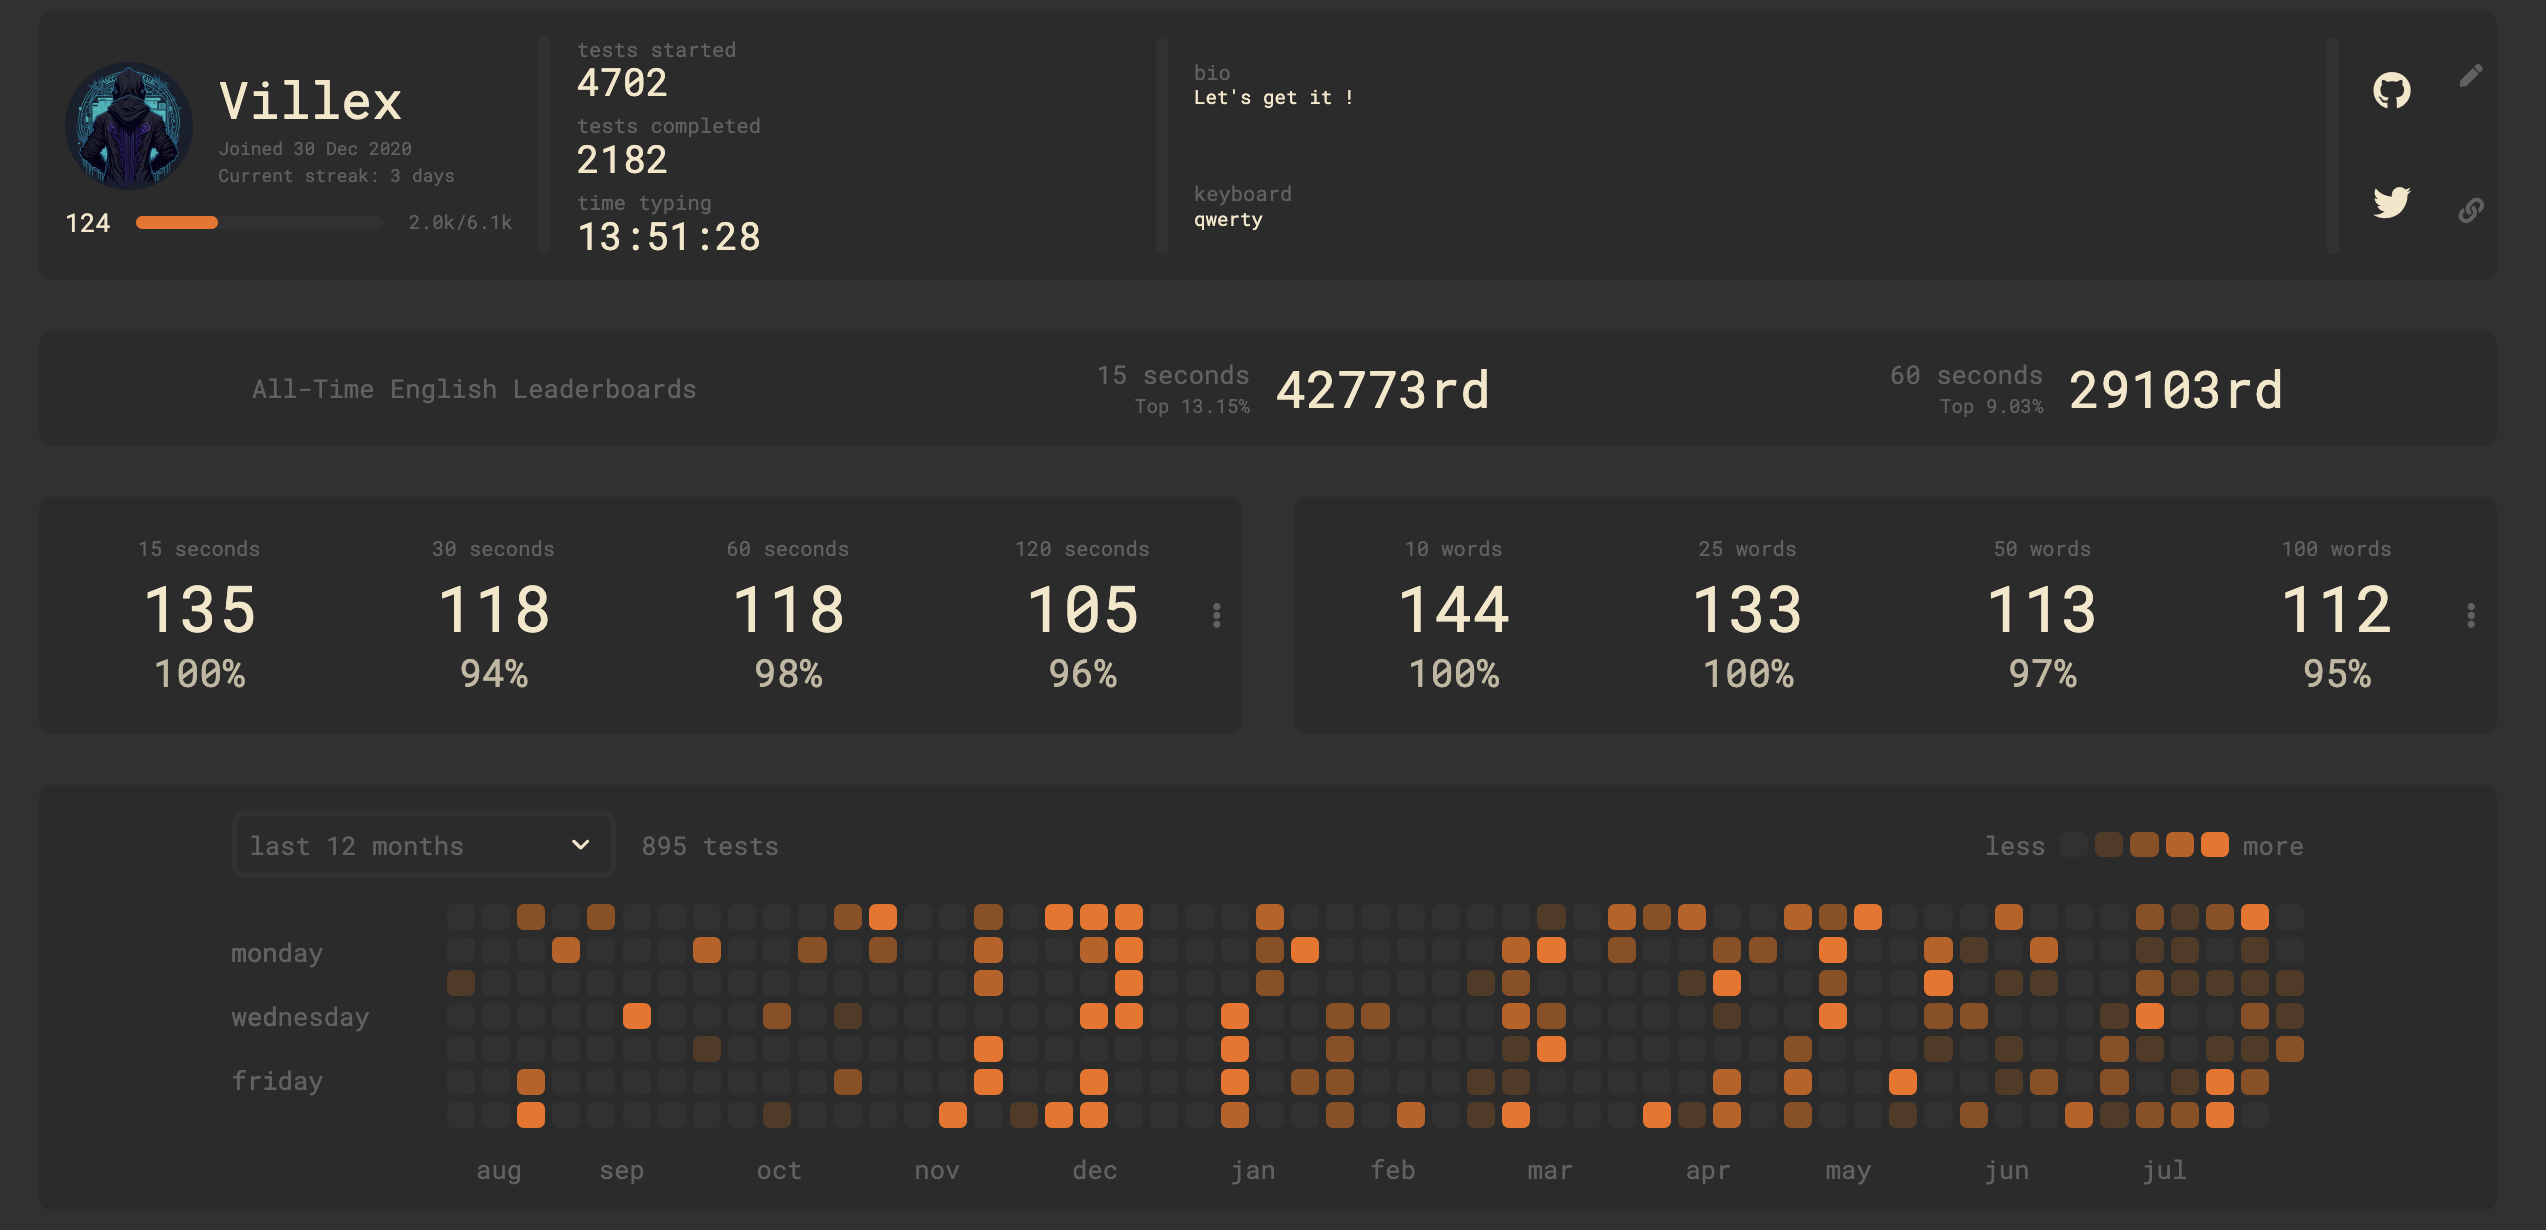 Villex
Joined 30 Dec 2020
Current streak: 3 days
124 2.0k/6.1k
tests started
4702
tests completed
2182
time typing
13:51:28
bio
Let's get it !
keyboard
qwerty
All-Time English Leaderboards
15 seconds
Top 13.15%
42773rd
60 seconds
Top 9.03%
29103rd
15 seconds
135
100%
30 seconds
118
94%
60 seconds
118
98%
120 seconds
105
96%
10 words
144
100%
25 words
133
100%
50 words
113
97%
100 words
112
95%
last 12 months
895 tests
less more
monday
wednesday
friday
aug sep oct nov dec jan feb mar apr may jun jul